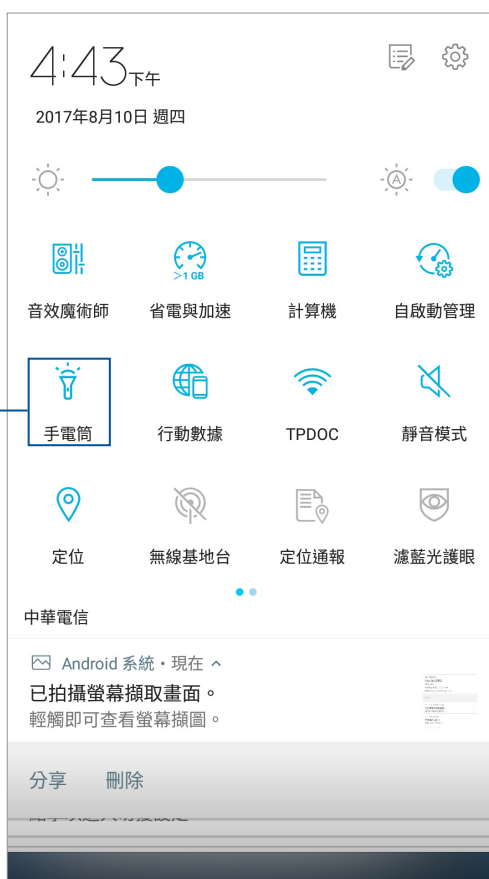 4:43下午
2017年8月10日 週四
A
>1 GB
音效魔術師 省電與加速 計算機 自啟動管理
手電筒 行動數據 TPDOC 靜音模式
定位 無線基地台 定位通報 濾藍光護眼
中華電信
Android 系統・現在
已拍攝螢幕擷取畫面。
輕觸即可查看螢幕擷圖。
分享 刪除